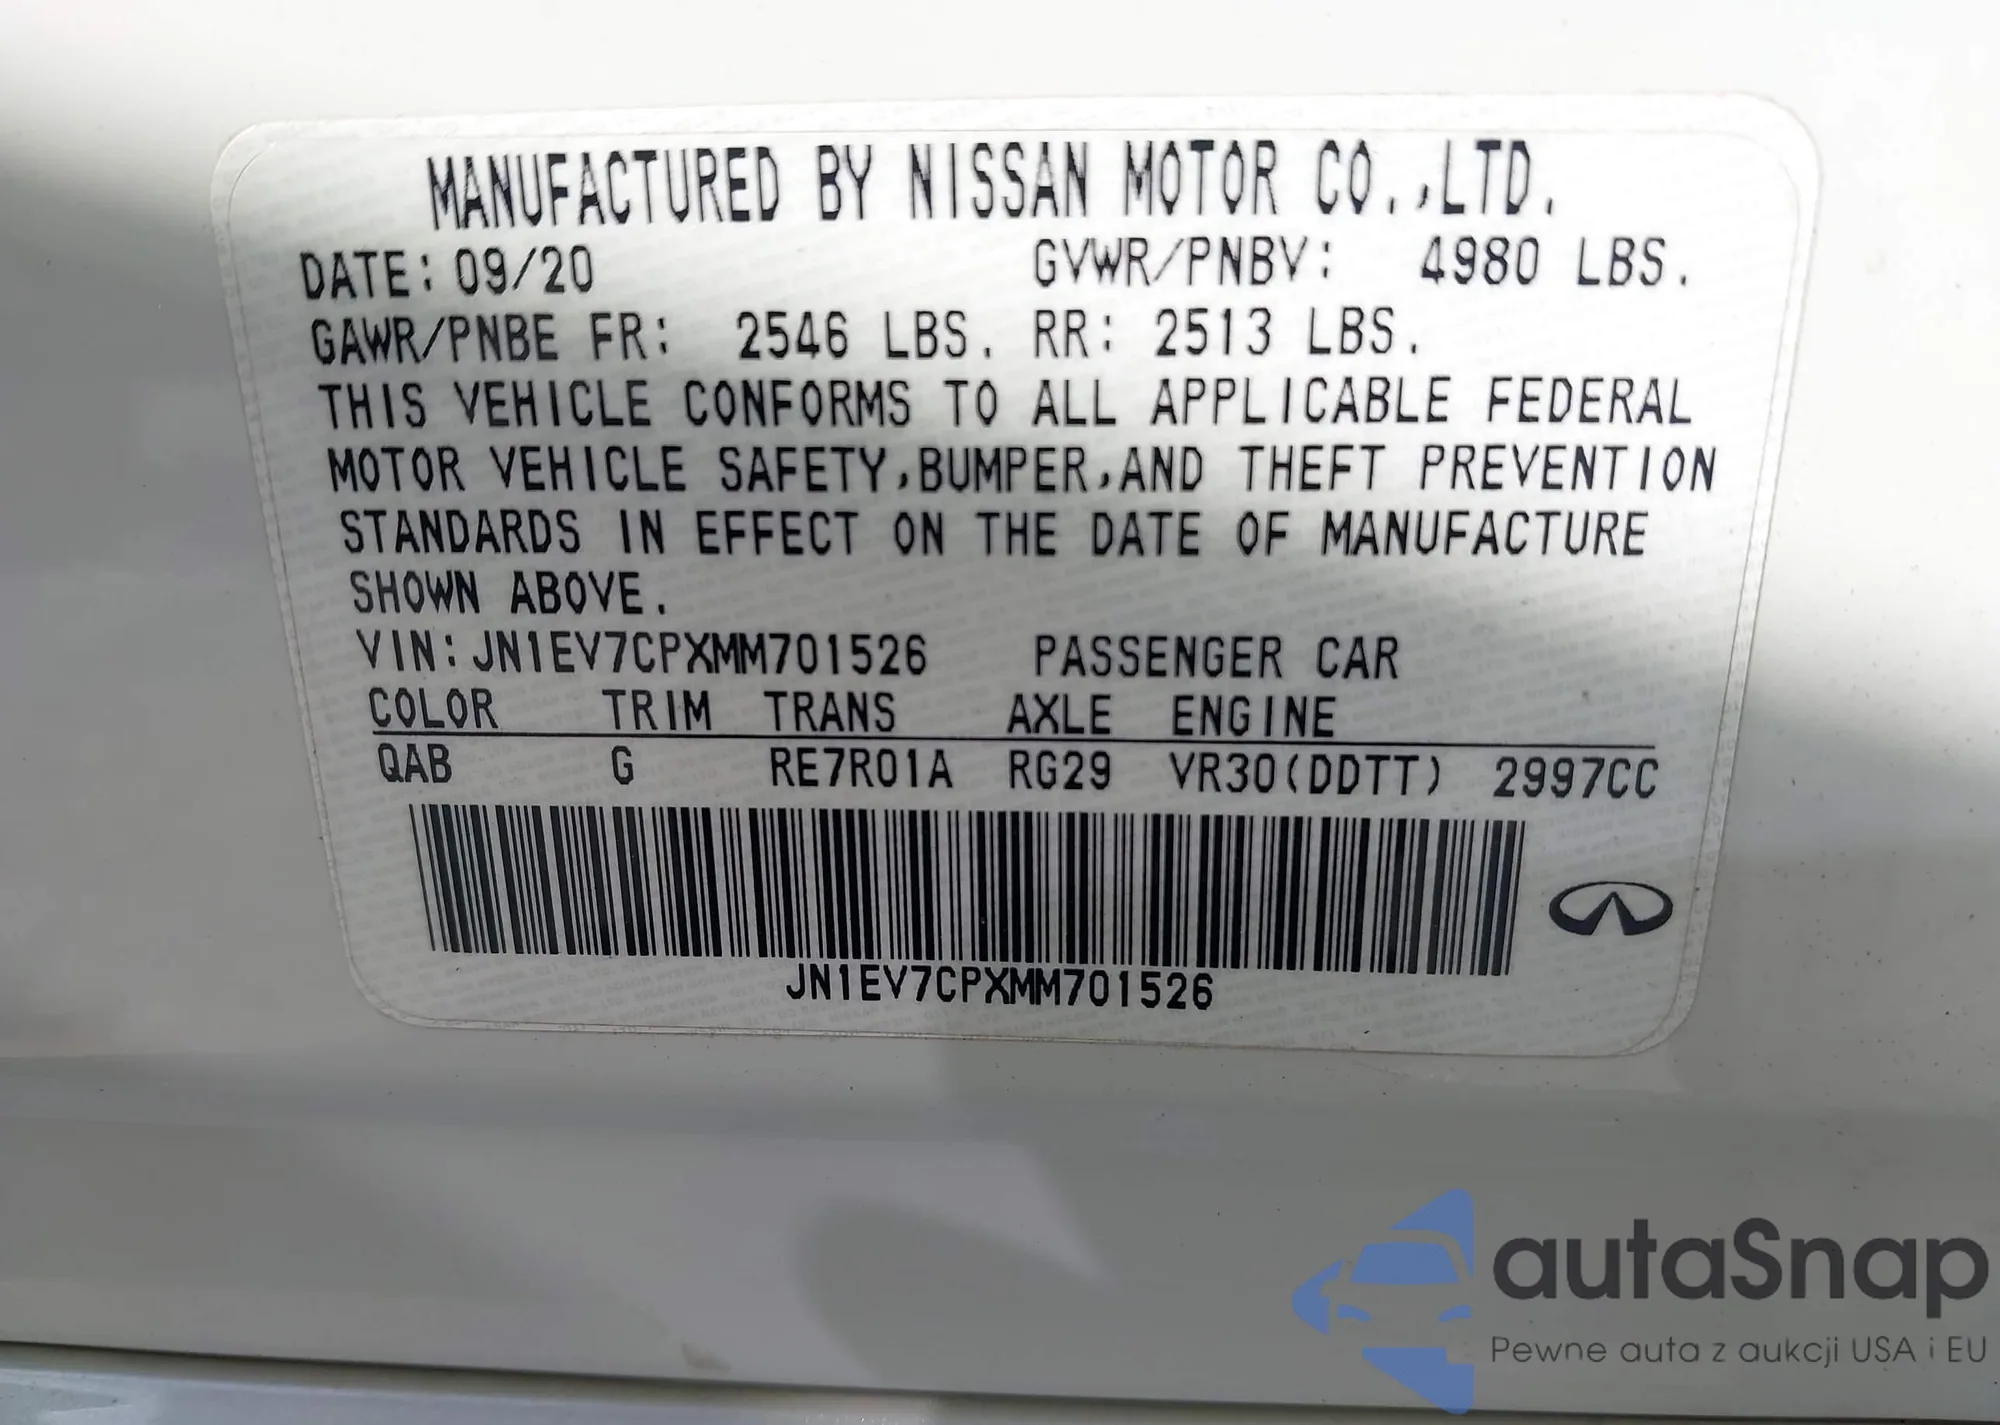 MANUFACTURED BY NISSAN MOTOR CO.,LTD.
DATE: 09/20 GVWR/PNBV: 4980 LBS.
GAWR/PNBE FR: 2546 LBS. RR: 2513 LBS.
THIS VEHICLE CONFORMS TO ALL APPLICABLE FEDERAL
MOTOR VEHICLE SAFETY,BUMPER,AND THEFT PREVENTION
STANDARDS IN EFFECT ON THE DATE OF MANUFACTURE
SHOWN ABOVE.
VIN: JN1EV7CPXMM701526 PASSENGER CAR
COLOR TRIM TRANS AXLE ENGINE
QAB G RE7R01A RG29 VR30(DDTT) 2997CC
JN1EV7CPXMM701526
autaSnap
Pewne auta z aukcji USA i EU